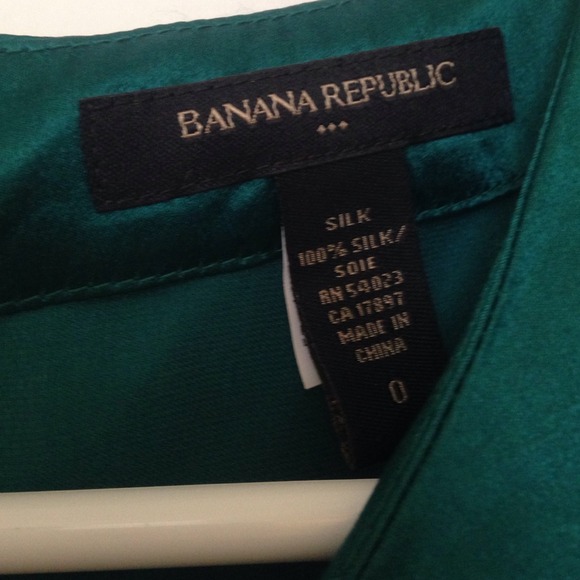 BANANA REPUBLIC
SILK
100% SILK/
SOIE
RN 54023
CA 17897
MADE IN
CHINA
0